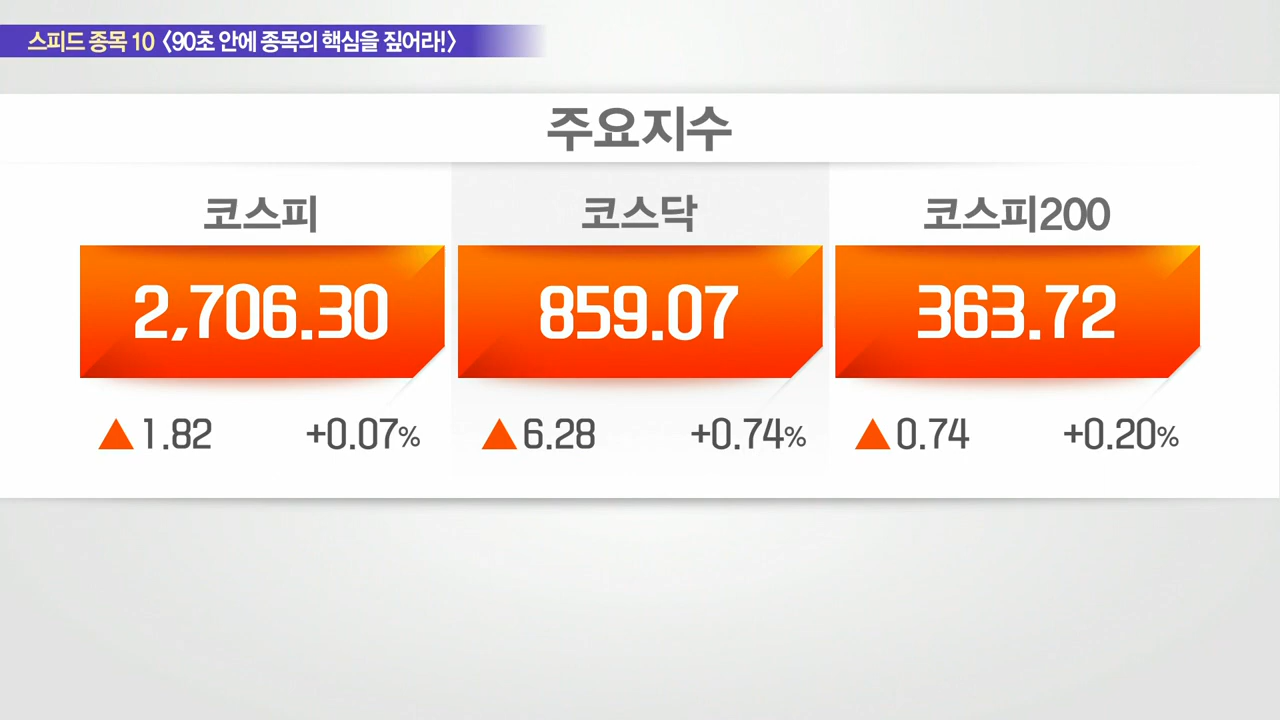 스피드 종목 10 <90초 안에 종목의 핵심을 짚어라!>
주요지수
코스피 코스닥 코스피200
2,706.30 859.07 363.72
▲ 1.82 +0.07% ▲ 6.28 +0.74% ▲ 0.74 +0.20%